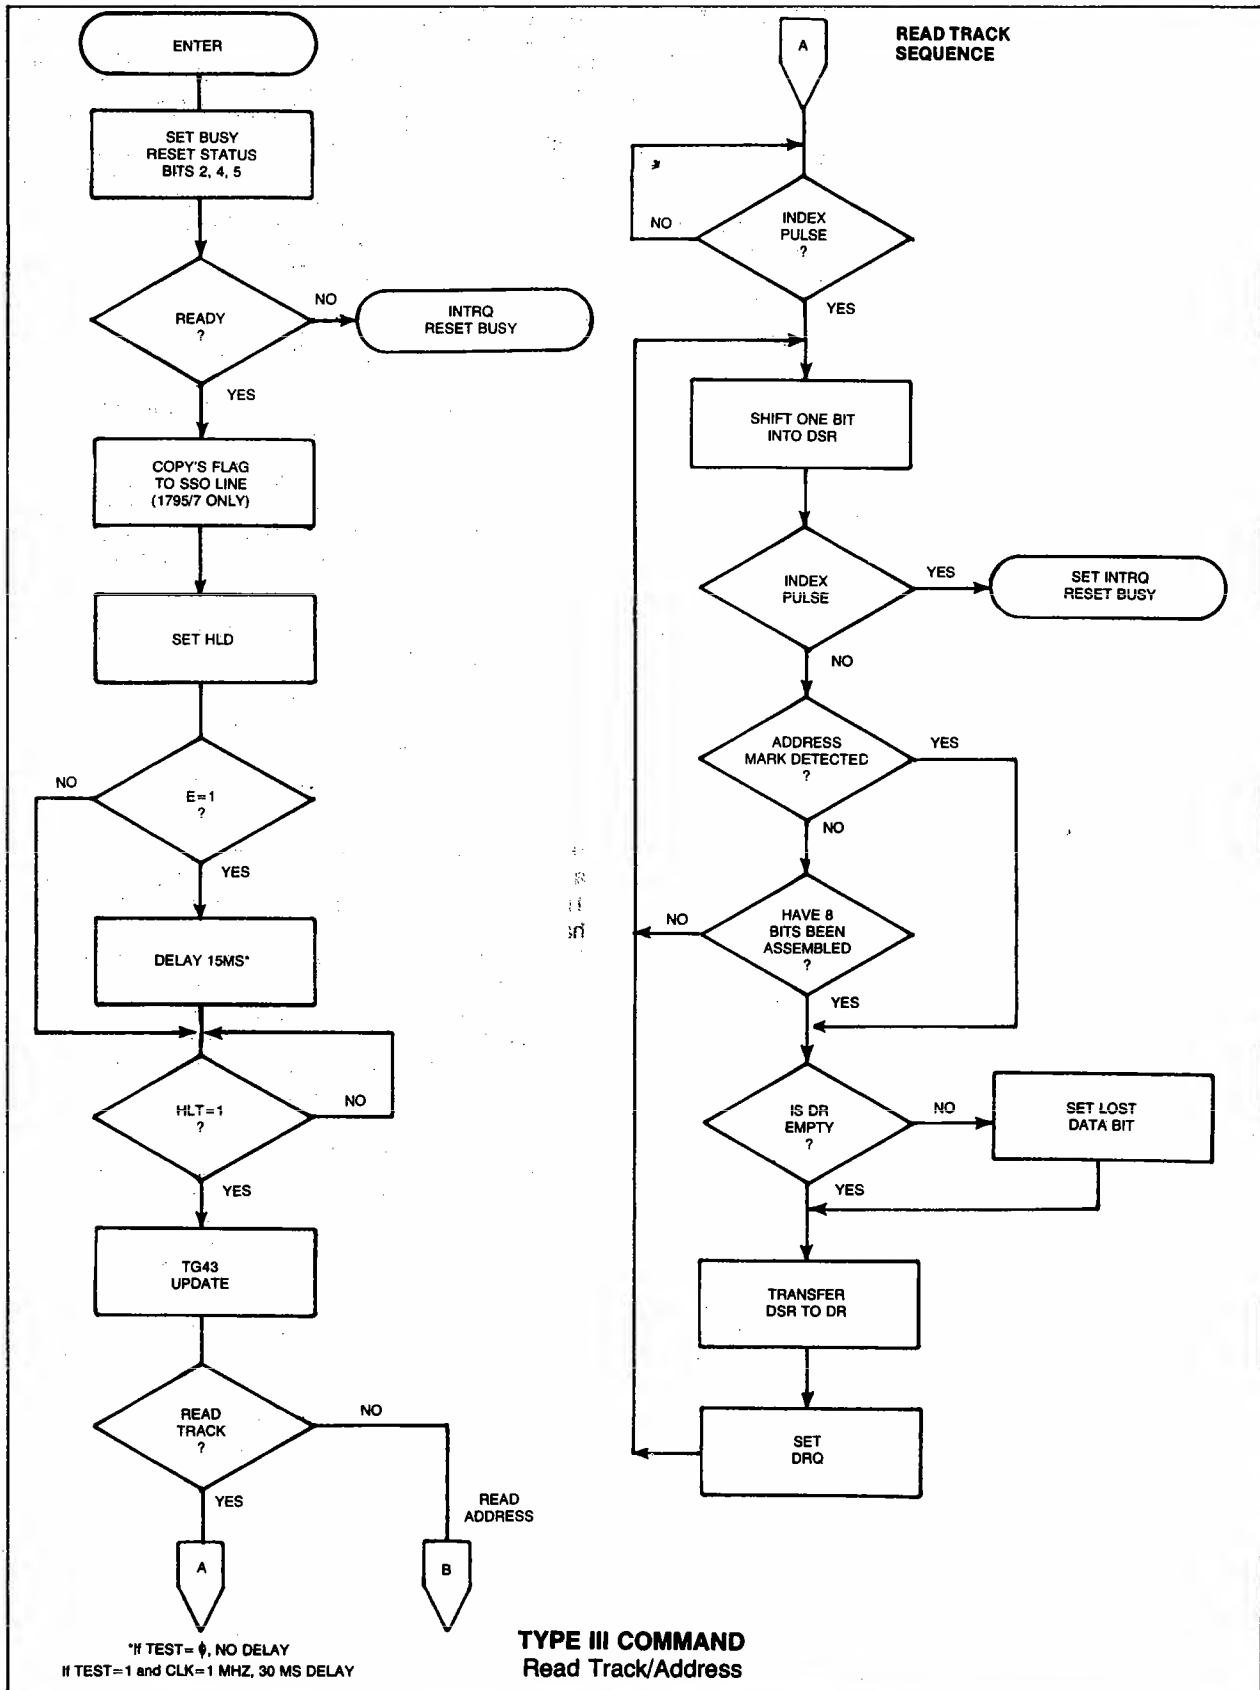 ENTER
SET BUSY
RESET STATUS
BITS 2, 4, 5
READY
?
NO
INTRQ
RESET BUSY
YES
COPY'S FLAG
TO SSO LINE
(1795/7 ONLY)
SET HLD
NO
E=1
?
YES
DELAY 15MS*
HLT=1
?
NO
YES
TG43
UPDATE
READ
TRACK
?
NO
YES
READ
ADDRESS
A
B
*If TEST= ϕ, NO DELAY
If TEST=1 and CLK=1 MHZ, 30 MS DELAY
A
READ TRACK
SEQUENCE
INDEX
PULSE
?
NO
YES
SHIFT ONE BIT
INTO DSR
INDEX
PULSE
YES
SET INTRQ
RESET BUSY
NO
ADDRESS
MARK DETECTED
?
YES
NO
HAVE 8
BITS BEEN
ASSEMBLED
?
NO
YES
IS DR
EMPTY
?
NO
SET LOST
DATA BIT
YES
TRANSFER
DSR TO DR
SET
DRQ
TYPE III COMMAND
Read Track/Address